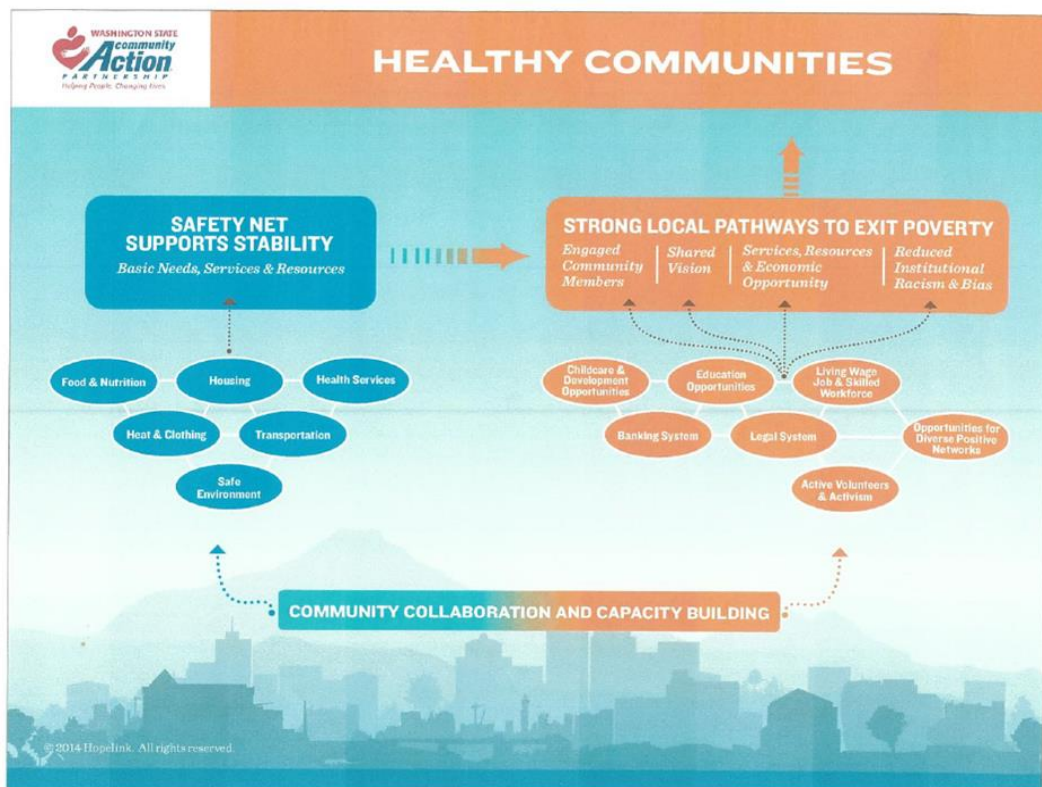 WASHINGTON STATE
community
Action
PARTNERSHIP
Helping People. Changing lives.
HEALTHY COMMUNITIES
SAFETY NET
SUPPORTS STABILITY
Basic Needs, Services & Resources
STRONG LOCAL PATHWAYS TO EXIT POVERTY
Engaged
Community
Members
Shared
Vision
Services, Resources
& Economic
Opportunity
Reduced
Institutional
Racism & Bias
Food & Nutrition
Housing
Health Services
Heat & Clothing
Transportation
Safe
Environment
Childcare &
Development
Opportunities
Education
Opportunities
Living Wage
Job & Skilled
Workforce
Banking System
Legal System
Opportunities for
Diverse Positive
Networks
Active Volunteers
& Activism
COMMUNITY COLLABORATION AND CAPACITY BUILDING
© 2014 Hopelink. All rights reserved.